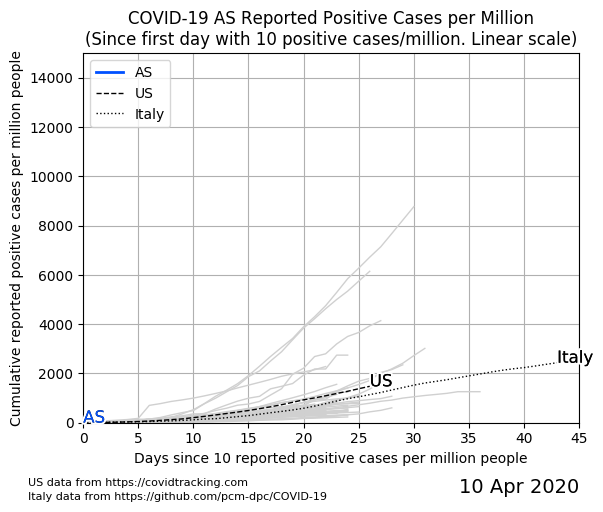 COVID-19 AS Reported Positive Cases per Million
(Since first day with 10 positive cases/million. Linear scale)
Cumulative reported positive cases per million people
14000
12000
10000
8000
6000
4000
2000
0
AS
US
Italy
AS
US
Italy
0 5 10 15 20 25 30 35 40 45
Days since 10 reported positive cases per million people
US data from https://covidtracking.com
Italy data from https://github.com/pcm-dpc/COVID-19
10 Apr 2020